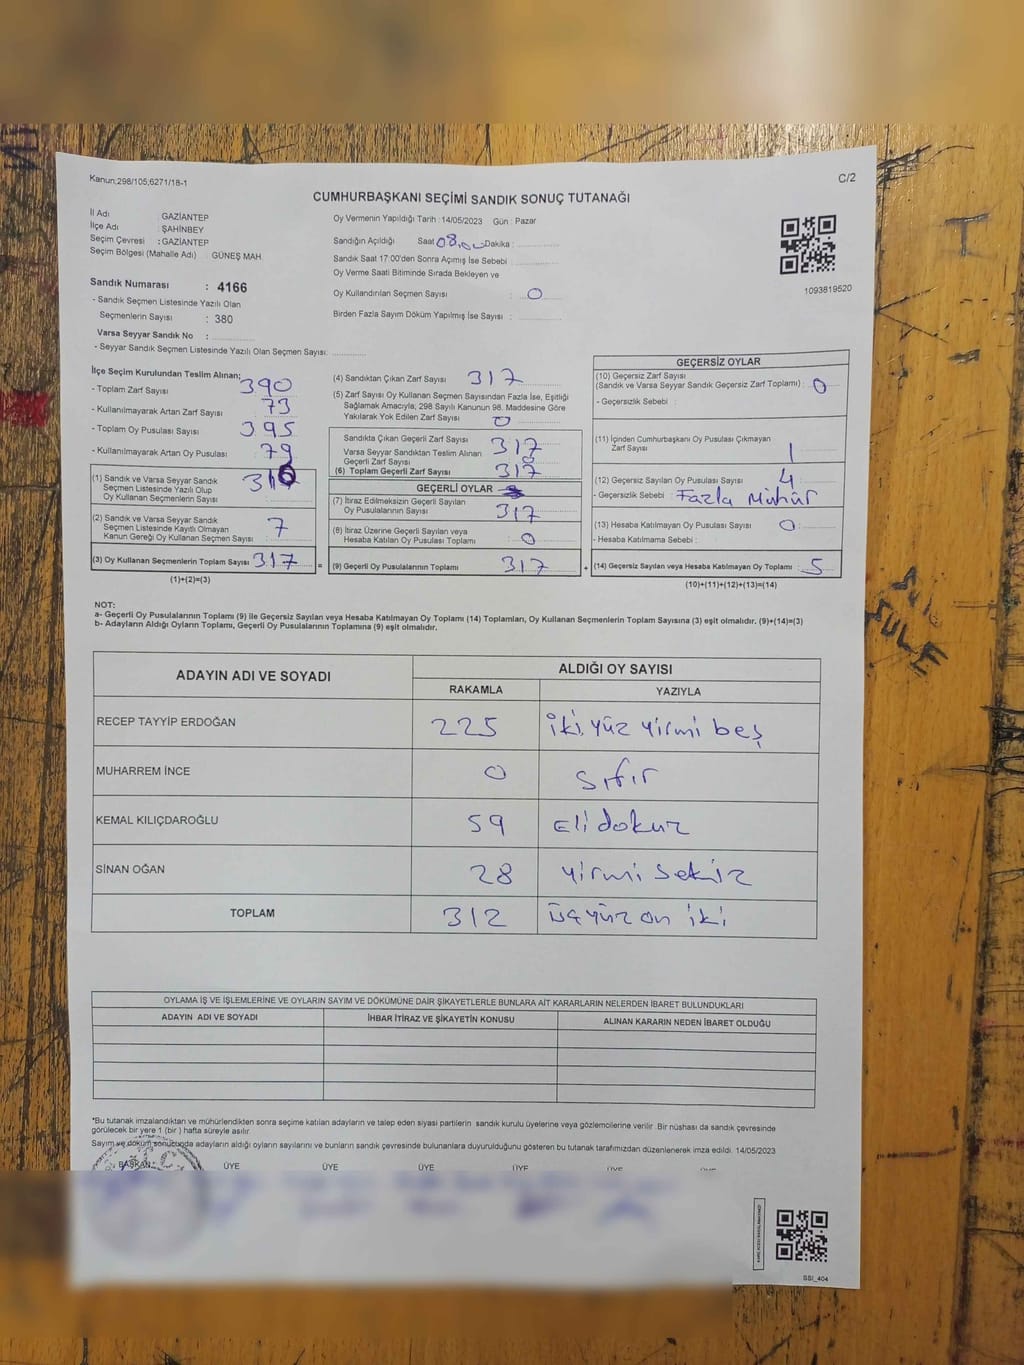 Kanun;298/105;6271/18-1
C/2
CUMHURBAŞKANI SEÇİMİ SANDIK SONUÇ TUTANAĞI
İl Adı : GAZİANTEP
İlçe Adı : ŞAHİNBEY
Seçim Çevresi : GAZİANTEP
Seçim Bölgesi (Mahalle Adı) : GÜNEŞ MAH.
Sandık Numarası : 4166
- Sandık Seçmen Listesinde Yazılı Olan
Seçmenlerin Sayısı : 380
Varsa Seyyar Sandık No :
- Seyyar Sandık Seçmen Listesinde Yazılı Olan Seçmen Sayısı:
Oy Vermenin Yapıldığı Tarih : 14/05/2023 Gün : Pazar
Sandığın Açıldığı Saat 08.00 Dakika :
Sandık Saat 17:00'den Sonra Açımış İse Sebebi :
Oy Verme Saati Bitiminde Sırada Bekleyen ve
Oy Kullandırılan Seçmen Sayısı : 0
Birden Fazla Sayım Döküm Yapılmış İse Sayısı :
1093819520
İlçe Seçim Kurulundan Teslim Alınan:
- Toplam Zarf Sayısı 390
- Kullanılmayarak Artan Zarf Sayısı 73
- Toplam Oy Pusulası Sayısı 395
- Kullanılmayarak Artan Oy Pusulası 79
(1) Sandık ve Varsa Seyyar Sandık
Seçmen Listesinde Yazılı Olup
Oy Kullanan Seçmenlerin Sayısı
(2) Sandık ve Varsa Seyyar Sandık
Seçmen Listesinde Kayıtlı Olmayan
Kanun Gereği Oy Kullanan Seçmen Sayısı : 7
(3) Oy Kullanan Seçmenlerin Toplam Sayısı 317 =
(1)+(2)=(3)
(4) Sandıktan Çıkan Zarf Sayısı 317
(5) Zarf Sayısı Oy Kullanan Seçmen Sayısından Fazla İse, Eşitliği
Sağlamak Amacıyla; 298 Sayılı Kanunun 98. Maddesine Göre
Yakılarak Yok Edilen Zarf Sayısı 0
Sandıkta Çıkan Geçerli Zarf Sayısı 317
Varsa Seyyar Sandıktan Teslim Alınan
Geçerli Zarf Sayısı
(6) Toplam Geçerli Zarf Sayısı 317
GEÇERLİ OYLAR
(7) İtiraz Edilmeksizin Geçerli Sayılan
Oy Pusulalarının Sayısı 317
(8) İtiraz Üzerine Geçerli Sayılan veya
Hesaba Katılan Oy Pusulası Toplamı : 0
(9) Geçerli Oy Pusulalarının Toplamı 317 +
GEÇERSİZ OYLAR
(10) Geçersiz Zarf Sayısı
(Sandık ve Varsa Seyyar Sandık Geçersiz Zarf Toplamı) : 0
- Geçersizlik Sebebi :
(11) İçinden Cumhurbaşkanı Oy Pusulası Çıkmayan
Zarf Sayısı 1
(12) Geçersiz Sayılan Oy Pusulası Sayısı 4
- Geçersizlik Sebebi : Fazla Mühür
(13) Hesaba Katılmayan Oy Pusulası Sayısı : 0
- Hesaba Katılmama Sebebi :
(14) Geçersiz Sayılan veya Hesaba Katılmayan Oy Toplamı : 5
(10)+(11)+(12)+(13)=(14)
NOT:
a- Geçerli Oy Pusulalarının Toplamı (9) ile Geçersiz Sayılan veya Hesaba Katılmayan Oy Toplamı (14) Toplamları, Oy Kullanan Seçmenlerin Toplam Sayısına (3) eşit olmalıdır. (9)+(14)=(3)
b- Adayların Aldığı Oyların Toplamı, Geçerli Oy Pusulalarının Toplamına (9) eşit olmalıdır.
ADAYIN ADI VE SOYADI ALDIĞI OY SAYISI
RAKAMLA YAZIYLA
RECEP TAYYİP ERDOĞAN 225 iki yüz yirmi beş
MUHARREM İNCE 0 sıfır
KEMAL KILIÇDAROĞLU 59 Eli dokuz
SİNAN OĞAN 28 yirmi sekiz
TOPLAM 312 üçyüz on iki
OYLAMA İŞ VE İŞLEMLERİNE VE OYLARIN SAYIM VE DÖKÜMÜNE DAİR ŞİKAYETLERLE BUNLARA AİT KARARLARIN NELERDEN İBARET BULUNDUKLARI
ADAYIN ADI VE SOYADI İHBAR İTİRAZ VE ŞİKAYETİN KONUSU ALINAN KARARIN NEDEN İBARET OLDUĞU
*Bu tutanak imzalandıktan ve mühürlendikten sonra seçime katılan adayların ve talep eden siyasi partilerin sandık kurulu üyelerine veya gözlemcilerine verilir. Bir nüshası da sandık çevresinde
görülecek bir yere 1 (bir ) hafta süreyle asılır.
Sayım ve döküm sonucunda adayların aldığı oyların sayılarını ve bunların sandık çevresinde bulunanlara duyurulduğunu gösteren bu tutanak tarafımızdan düzenlenerek imza edildi. 14/05/2023
BAŞKAN ÜYE ÜYE ÜYE ÜYE ÜYE
SSI_404
ŞULE